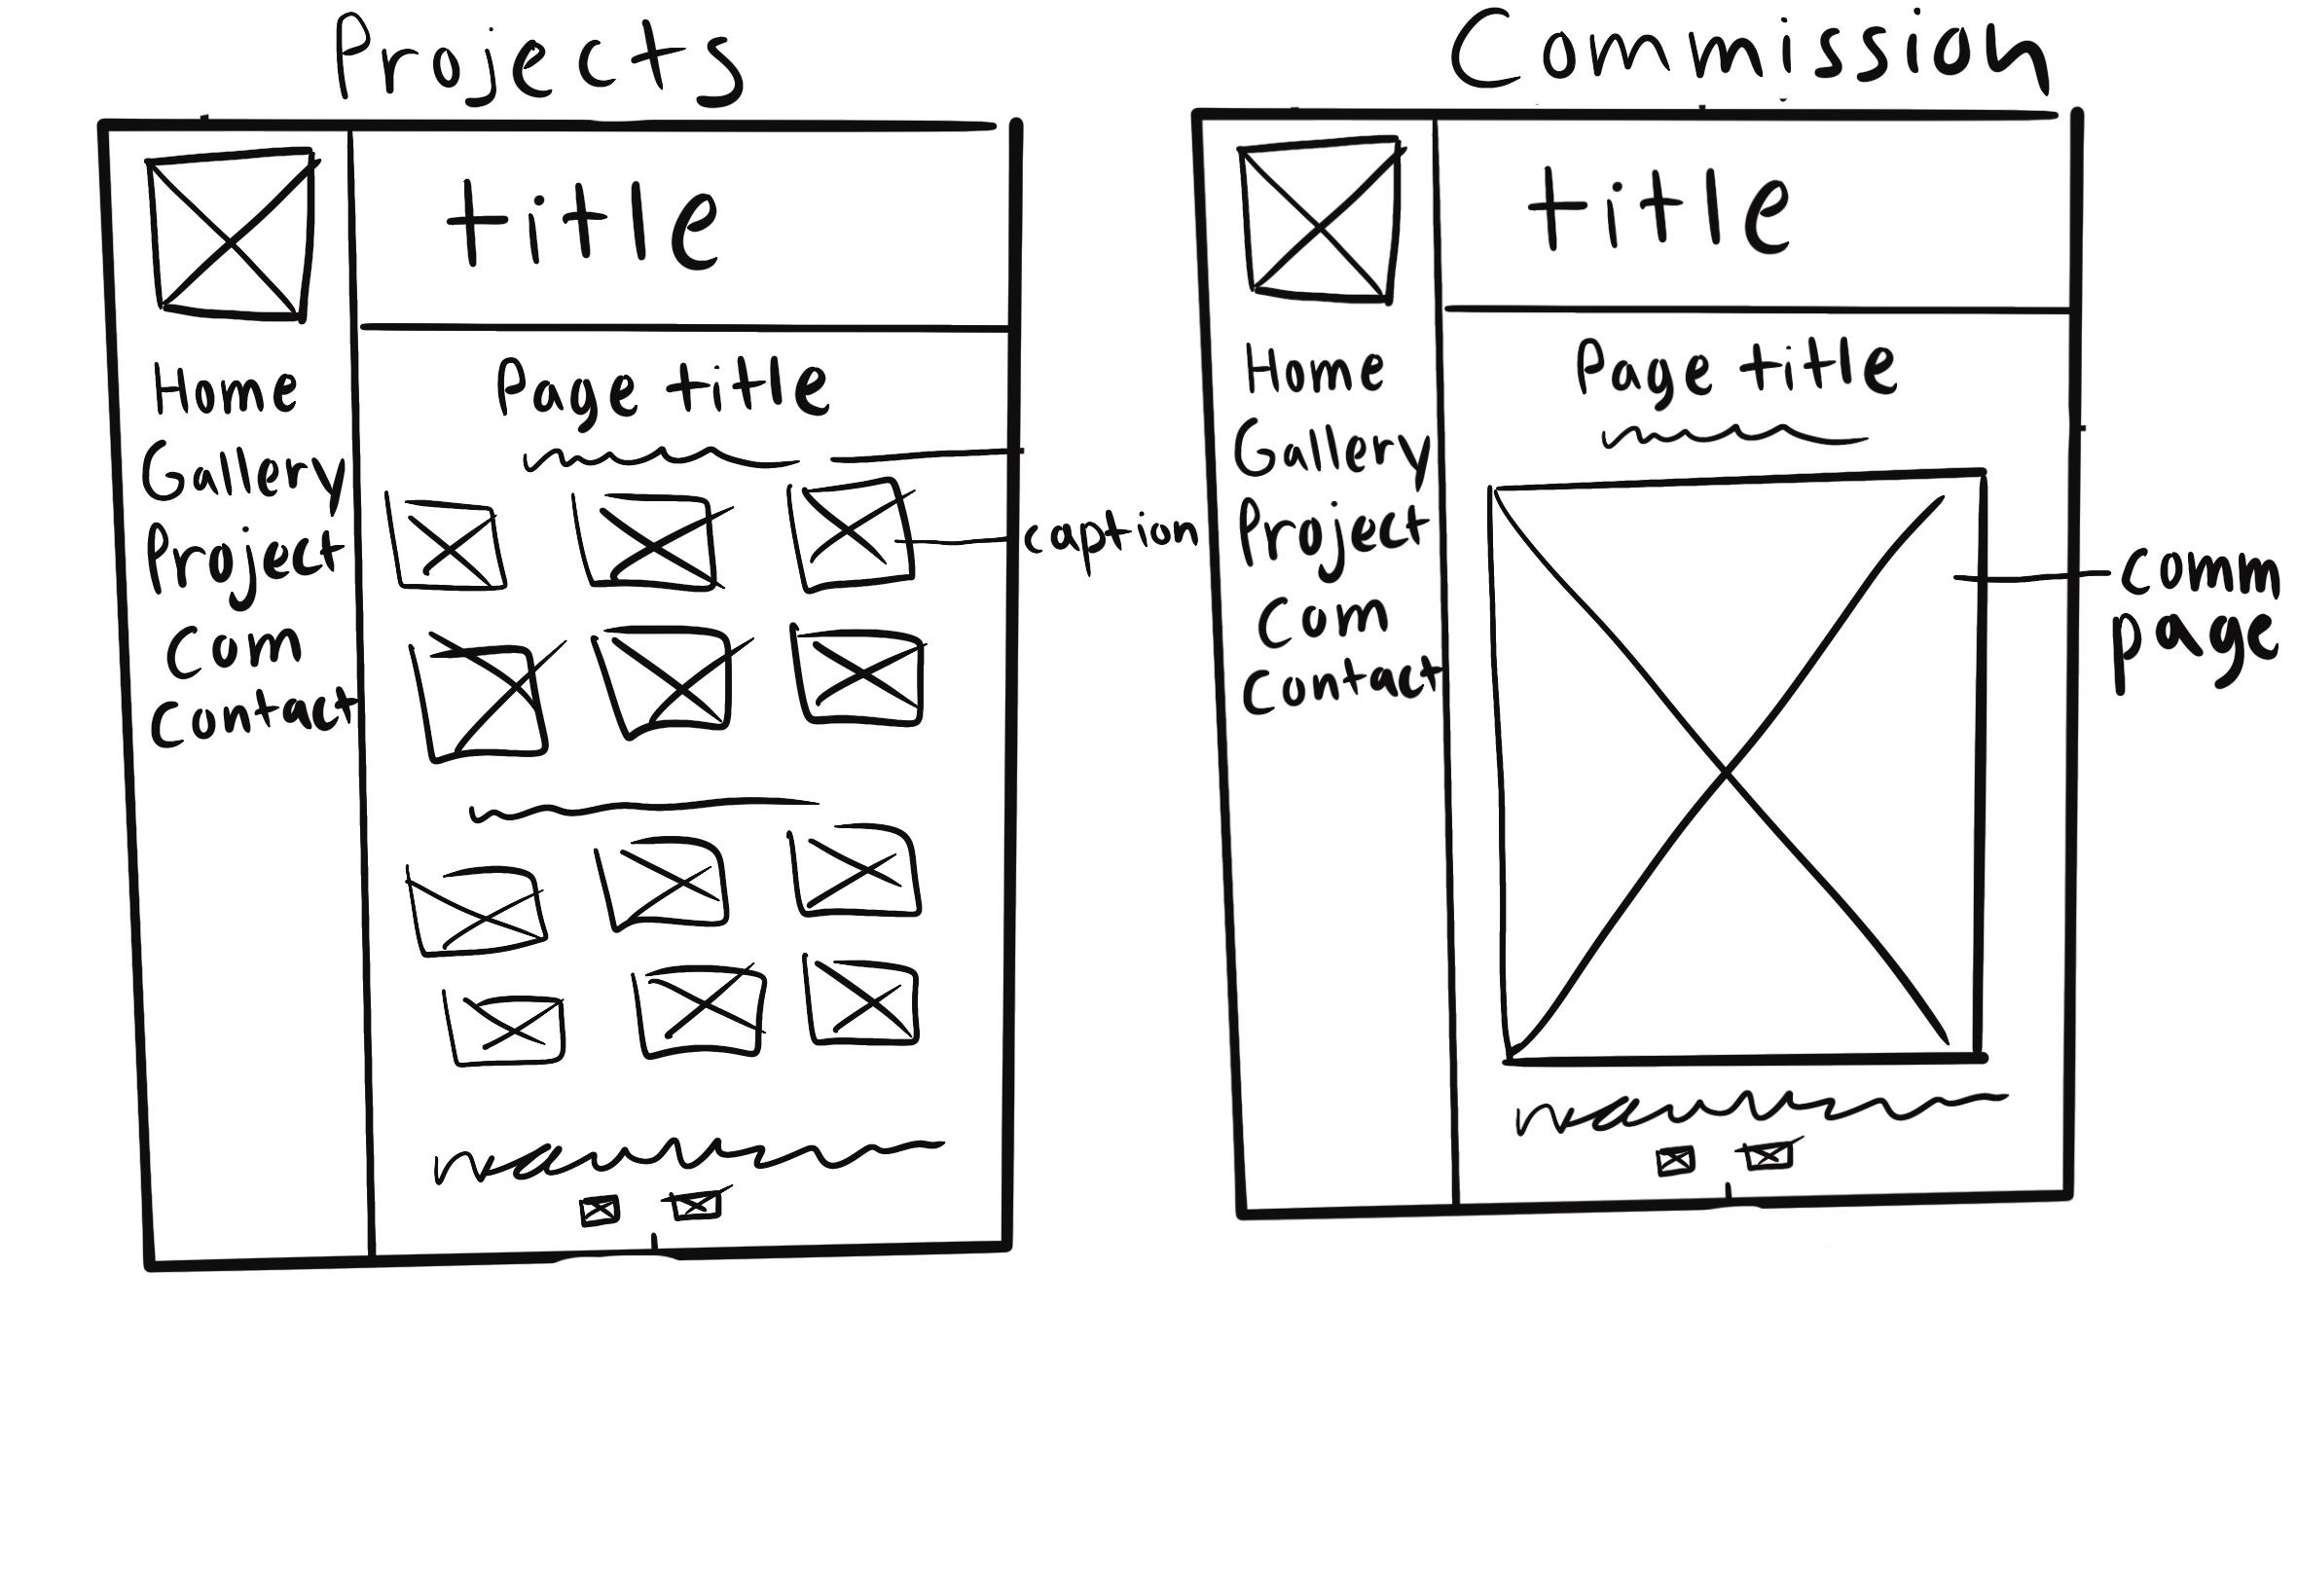 Projects
title
Home
Gallery
Project
Com
Contact
Page title
caption
Commission
title
Home
Gallery
Project
Com
Contact
Page title
comm
page